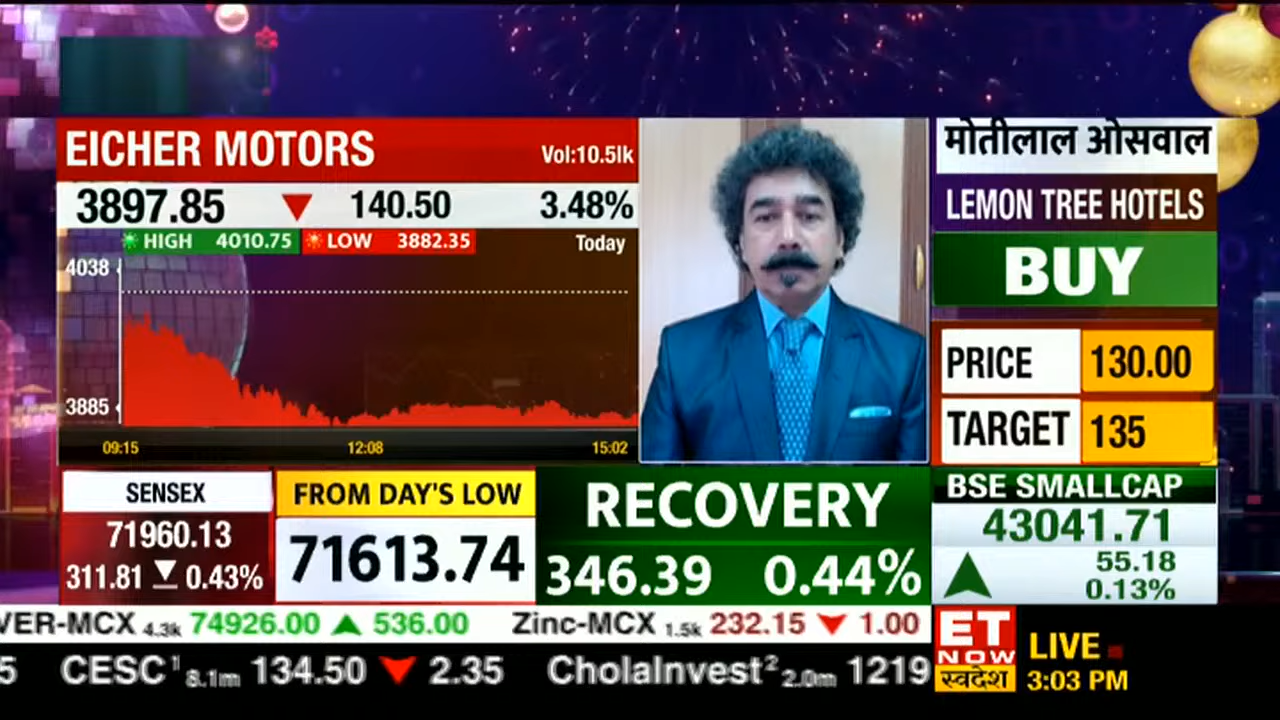 EICHER MOTORS Vol:10.5lk
3897.85 ▼ 140.50 3.48%
HIGH 4010.75 LOW 3882.35 Today
4038
3885
09:15 12:08 15:02
मोतीलाल ओसवाल
LEMON TREE HOTELS
BUY
PRICE 130.00
TARGET 135
SENSEX
71960.13
311.81 ▼ 0.43%
FROM DAY'S LOW
71613.74
RECOVERY
346.39 0.44%
BSE SMALLCAP
43041.71
▲ 55.18
0.13%
VER-MCX 4.3k 74926.00 ▲ 536.00 Zinc-MCX 1.5k 232.15 ▼ 1.00
5 CESC¹ 8.1m 134.50 ▼ 2.35 CholaInvest² 2.0m 1219
ET
NOW
स्वदेश
LIVE
3:03 PM